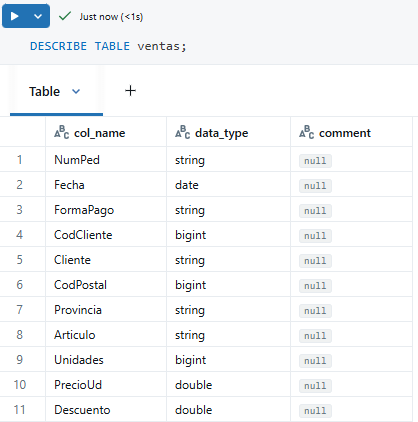 Just now (<1s)
DESCRIBE TABLE ventas;
Table
col_name data_type comment
1 NumPed string null
2 Fecha date null
3 FormaPago string null
4 CodCliente bigint null
5 Cliente string null
6 CodPostal bigint null
7 Provincia string null
8 Articulo string null
9 Unidades bigint null
10 PrecioUd double null
11 Descuento double null